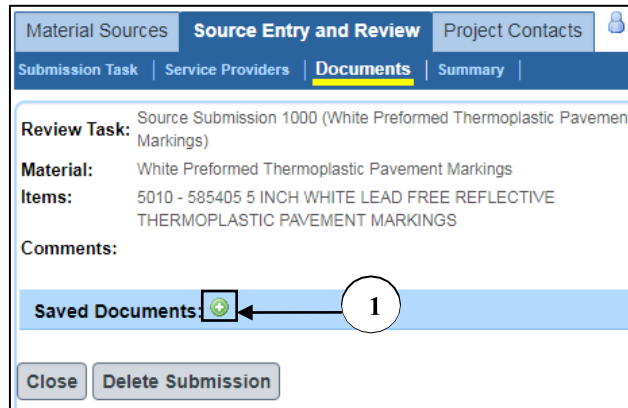 Material Sources Source Entry and Review Project Contacts
Submission Task | Service Providers | Documents | Summary |
Review Task: Source Submission 1000 (White Preformed Thermoplastic Pavemen
Markings)
Material: White Preformed Thermoplastic Pavement Markings
Items: 5010 - 585405 5 INCH WHITE LEAD FREE REFLECTIVE
THERMOPLASTIC PAVEMENT MARKINGS
Comments:
Saved Documents: 1
Close Delete Submission